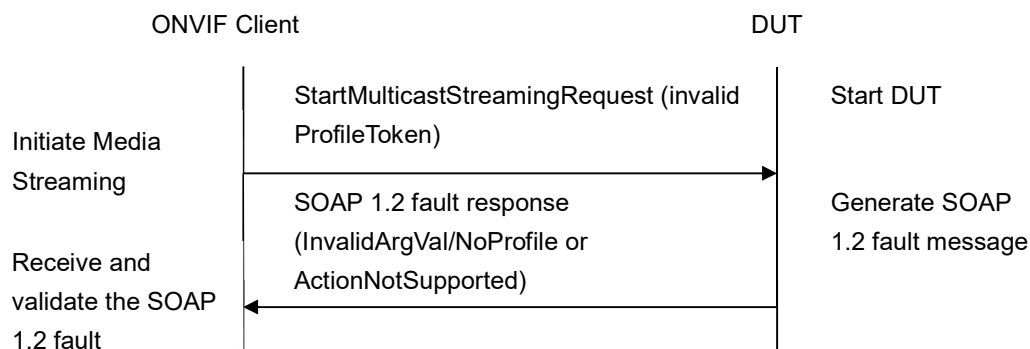 ONVIF Client
DUT
StartMulticastStreamingRequest (invalid
ProfileToken)
Start DUT
Initiate Media
Streaming
SOAP 1.2 fault response
(InvalidArgVal/NoProfile or
ActionNotSupported)
Generate SOAP
1.2 fault message
Receive and
validate the SOAP
1.2 fault